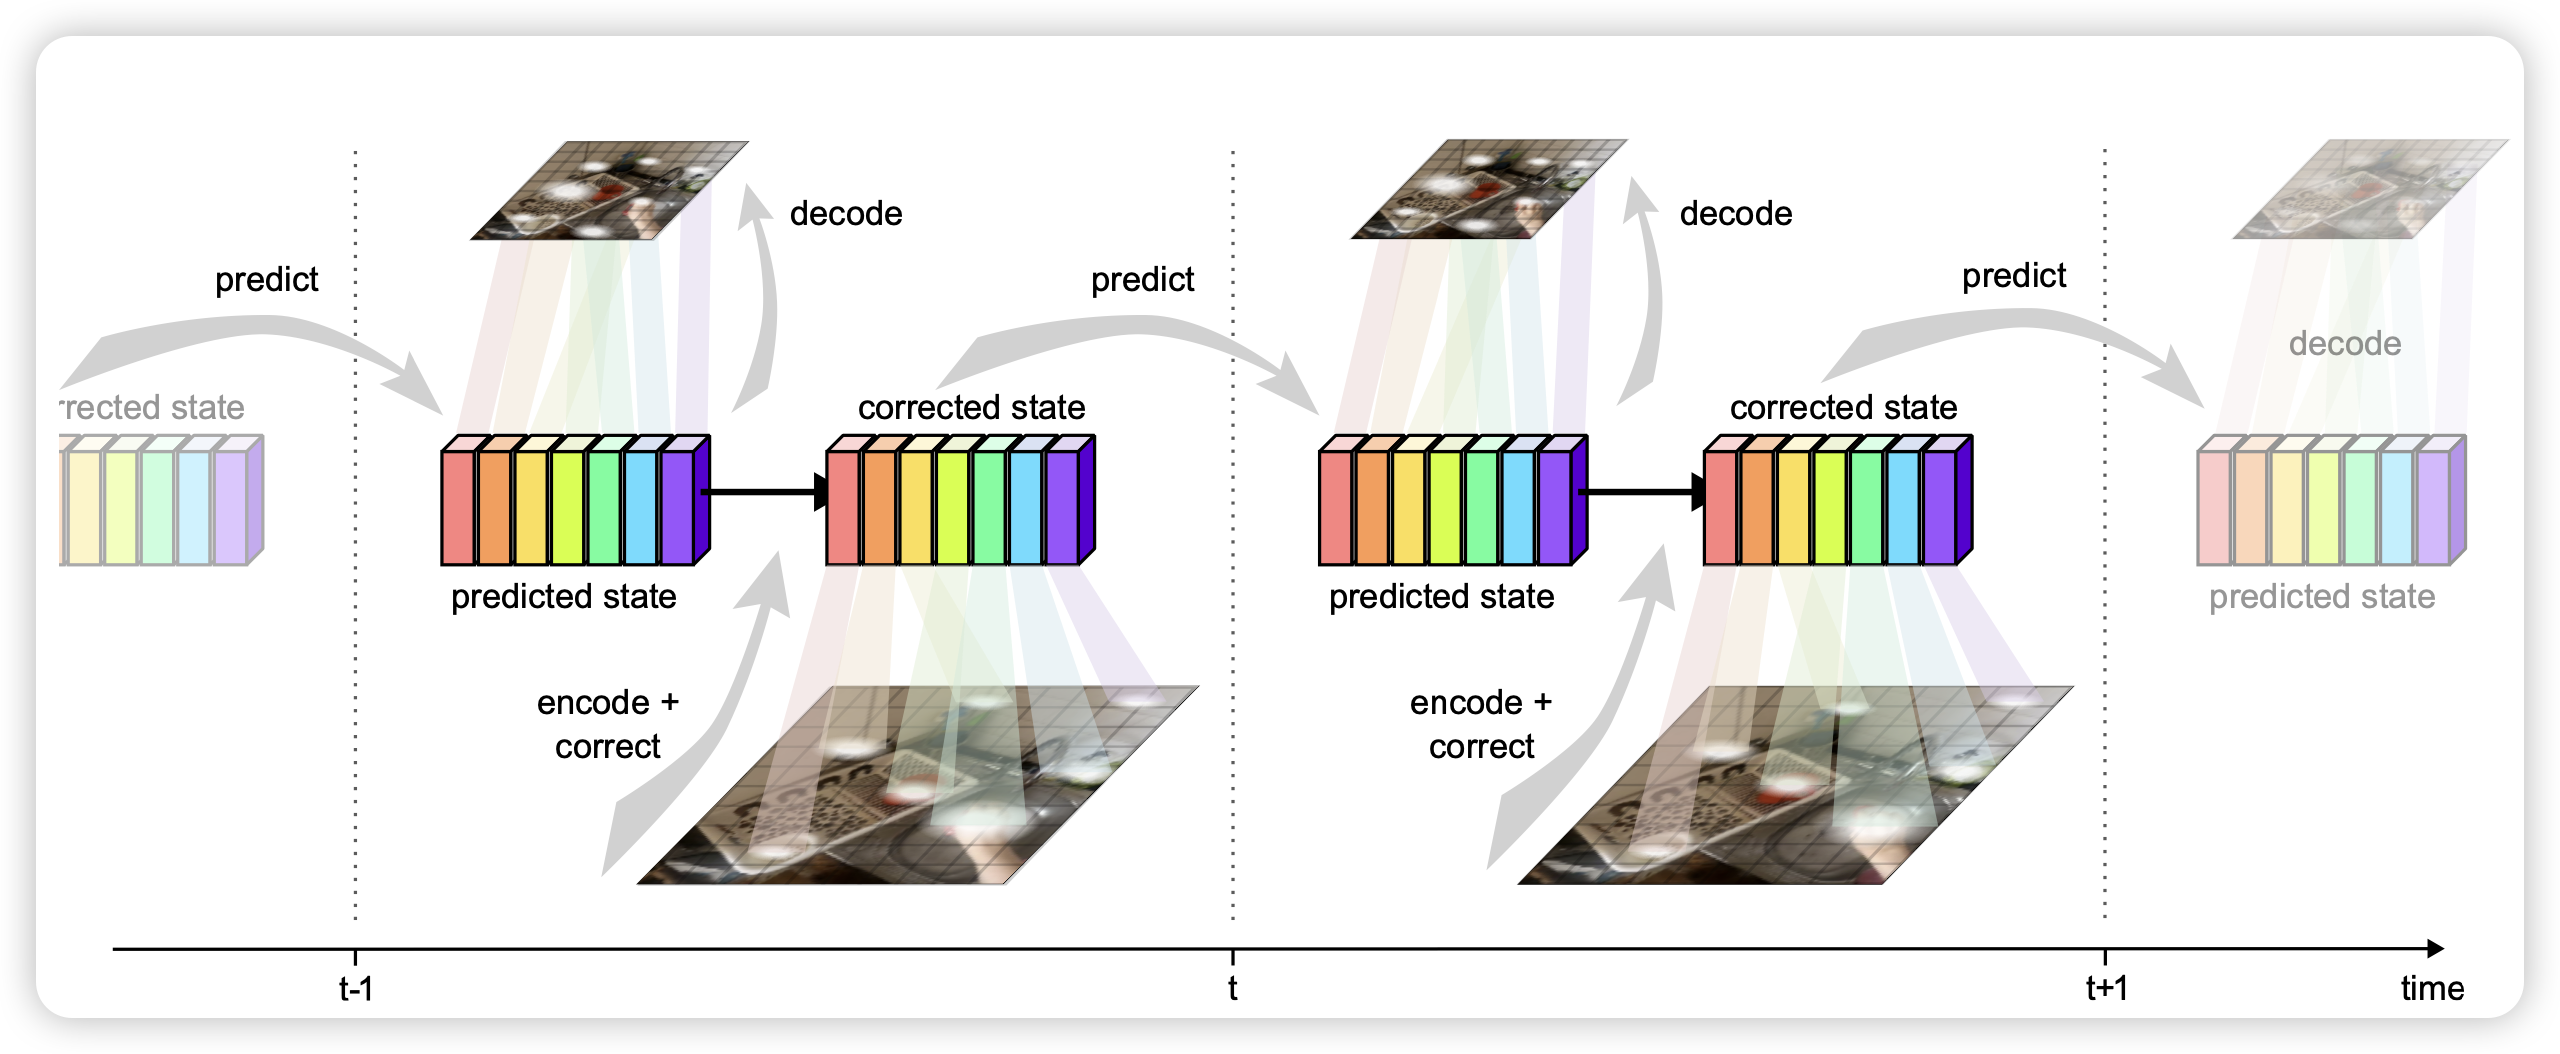 decode
decode
predict
predict
predict
decode
rrected state
corrected state
corrected state
predicted state
predicted state
predicted state
encode +
correct
encode +
correct
t-1
t
t+1
time